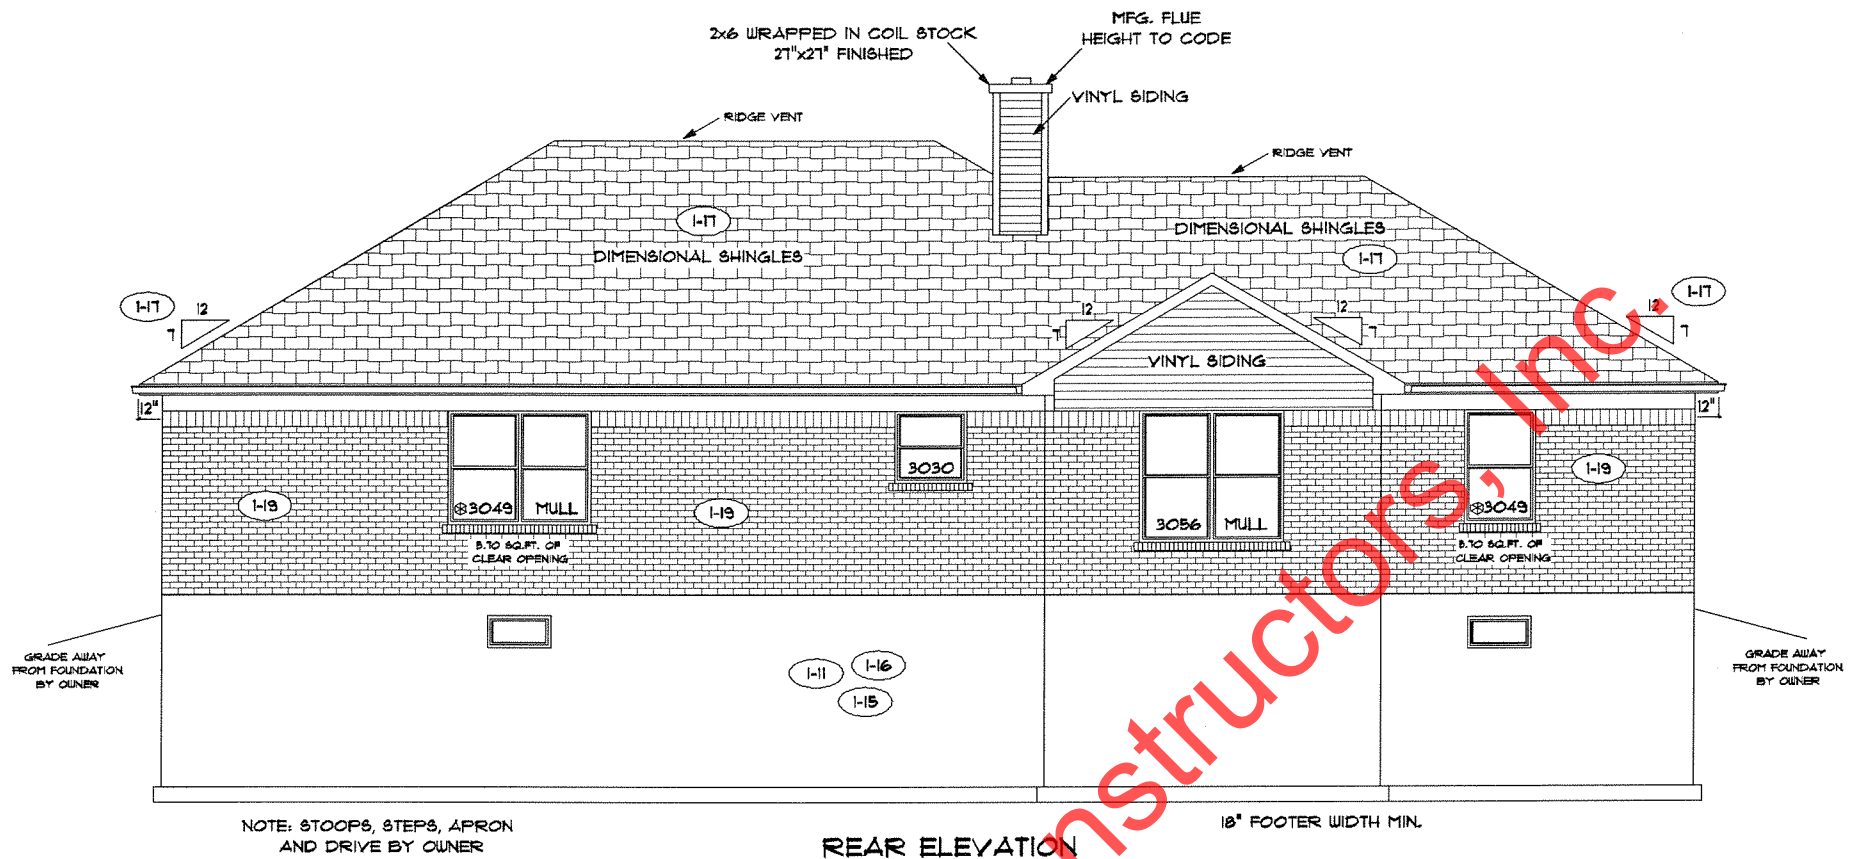 2x6 WRAPPED IN COIL STOCK
27"x27" FINISHED
MFG. FLUE
HEIGHT TO CODE
VINYL SIDING
RIDGE VENT
RIDGE VENT
1-17
DIMENSIONAL SHINGLES
DIMENSIONAL SHINGLES
1-17
1-17
12
7
12
7
12
7
1-17
12
7
VINYL SIDING
12"
12"
1-19
3049 MULL
5.70 SQ.FT. OF
CLEAR OPENING
1-19
3030
3056 MULL
3049
5.70 SQ.FT. OF
CLEAR OPENING
1-19
GRADE AWAY
FROM FOUNDATION
BY OWNER
1-11
1-16
1-15
GRADE AWAY
FROM FOUNDATION
BY OWNER
NOTE: STOOPS, STEPS, APRON
AND DRIVE BY OWNER
REAR ELEVATION
18" FOOTER WIDTH MIN.
nstructors, Inc.